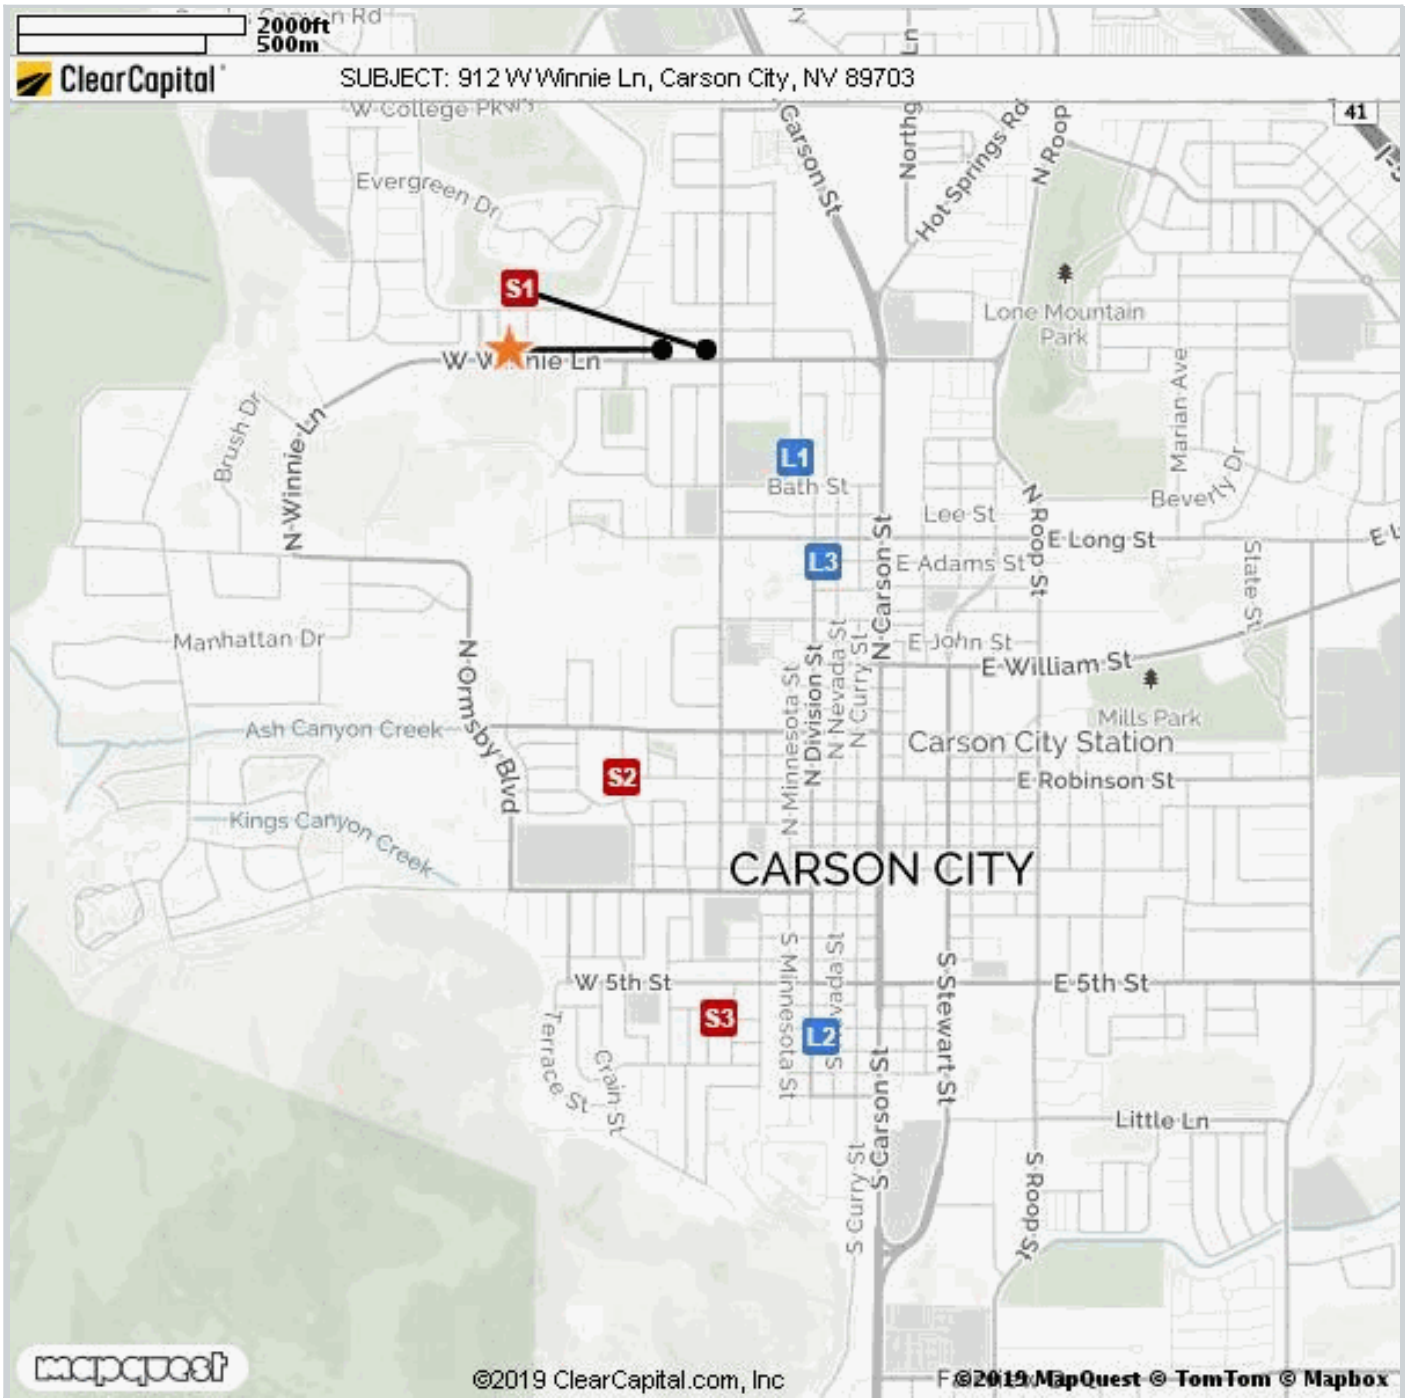 2000ft
500m
ClearCapital
SUBJECT: 912 W Winnie Ln, Carson City, NV 89703
W College Pkwy
41
Carson St
Hot Springs Rd
N Roop
Evergreen Dr
S1
Lone Mountain
Park
W Winnie Ln
Brush Dr
N Winnie Ln
Marian Ave
L1
Bath St
Beverly Dr
Lee St
N Roop St
E Long St
L3
E Adams St
State St
N Carson St
Manhattan Dr
E John St
E William St
N Ormsby Blvd
N Minnesota St
N Division St
N Nevada St
N Curry St
Ash Canyon Creek
Mills Park
Carson City Station
S2
E Robinson St
Kings Canyon Creek
CARSON CITY
W 5th St
E 5th St
S Minnesota St
S Stewart St
S3
L2
Terrace St
Crain St
S Carson St
Little Ln
S Curry St
S Roop St
mapquest
©2019 ClearCapital.com, Inc
©2019 MapQuest © TomTom © Mapbox